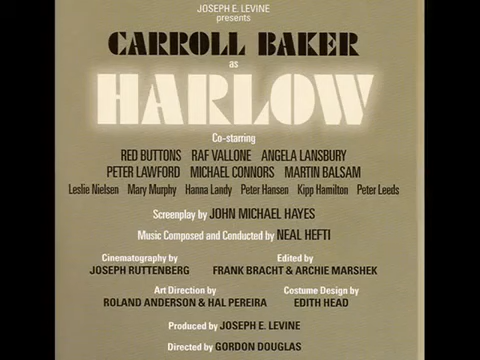 JOSEPH E. LEVINE
presents
CARROLL BAKER
as
HARLOW
Co-starring
RED BUTTONS RAF VALLONE ANGELA LANSBURY
PETER LAWFORD MICHAEL CONNORS MARTIN BALSAM
Leslie Nielsen Mary Murphy Hanna Landy Peter Hansen Kipp Hamilton Peter Leeds
Screenplay by JOHN MICHAEL HAYES
Music Composed and Conducted by NEAL HEFTI
Cinematography by
JOSEPH RUTTENBERG
Edited by
FRANK BRACHT & ARCHIE MARSHEK
Art Direction by
ROLAND ANDERSON & HAL PEREIRA
Costume Design by
EDITH HEAD
Produced by JOSEPH E. LEVINE
Directed by GORDON DOUGLAS